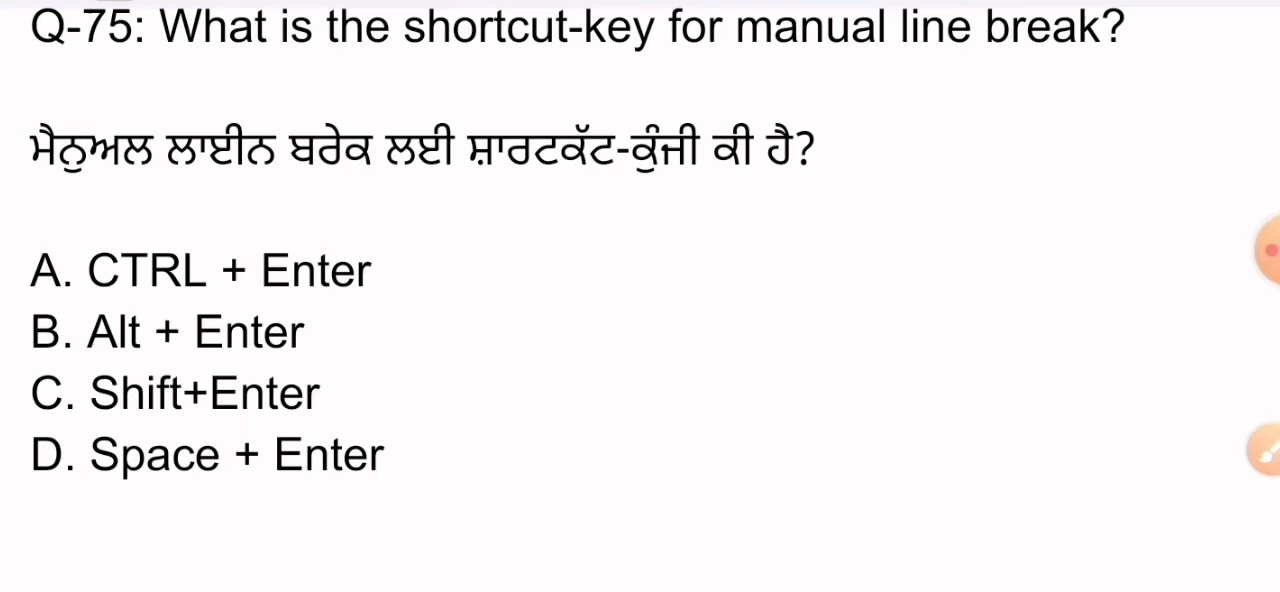 Q-75: What is the shortcut-key for manual line break?
ਮੈਨੁਅਲ ਲਾਈਨ ਬਰੇਕ ਲਈ ਸ਼ਾਰਟਕੱਟ-ਕੁੰਜੀ ਕੀ ਹੈ?
A. CTRL + Enter
B. Alt + Enter
C. Shift+Enter
D. Space + Enter